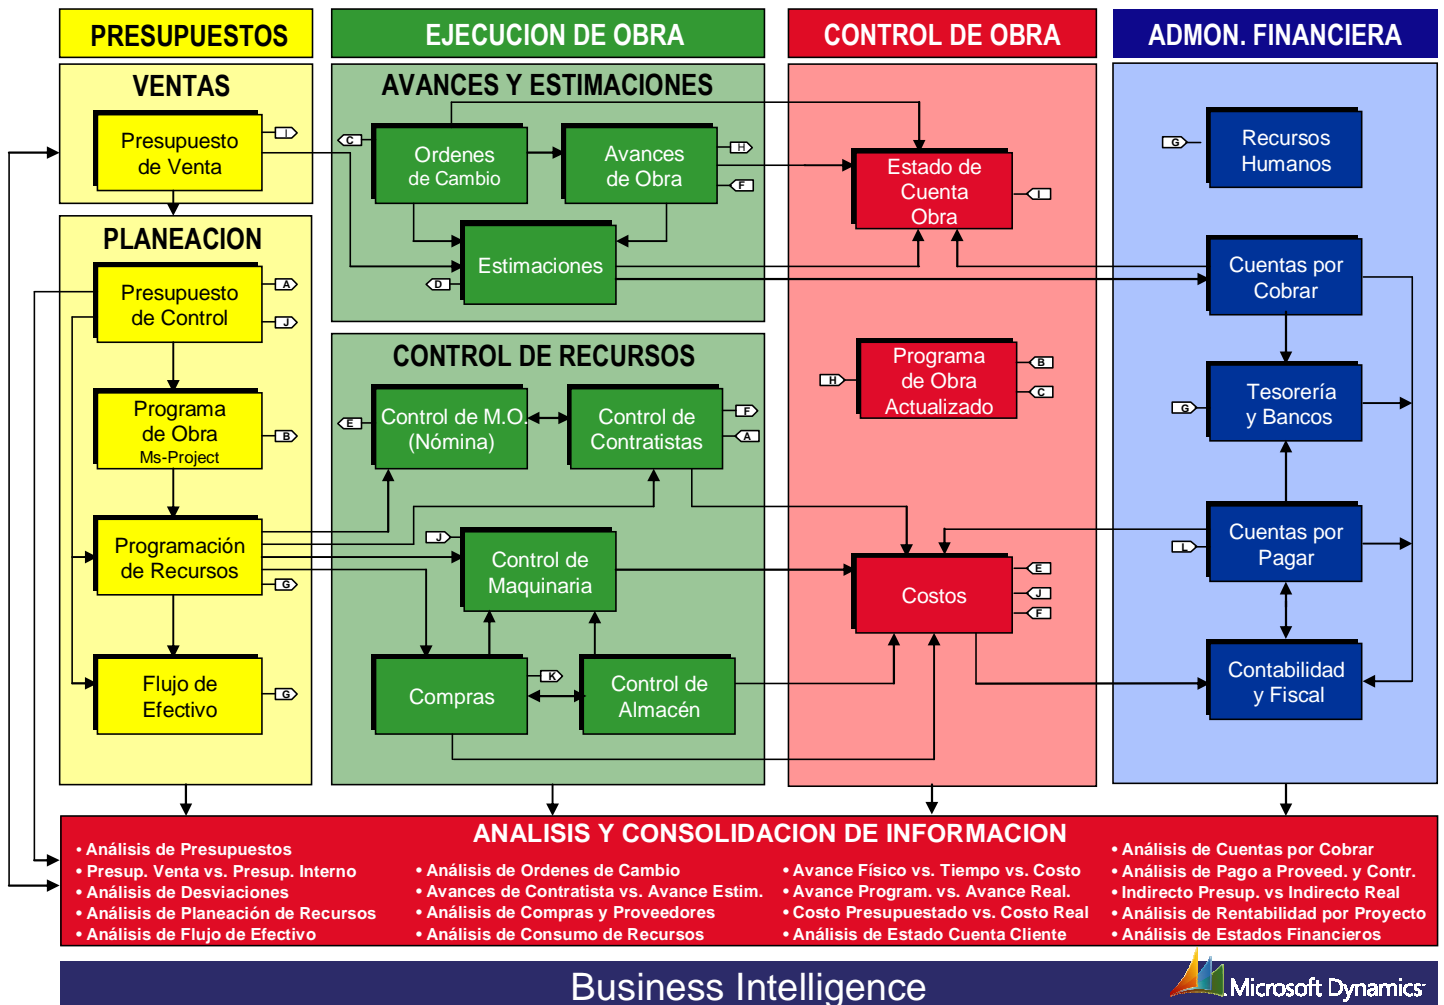 PRESUPUESTOS
EJECUCION DE OBRA
CONTROL DE OBRA
ADMON. FINANCIERA
VENTAS
Presupuesto
de Venta
I
PLANEACION
Presupuesto
de Control
A
J
Programa
de Obra
Ms-Project
B
Programación
de Recursos
G
Flujo de
Efectivo
G
AVANCES Y ESTIMACIONES
C
Ordenes
de Cambio
Avances
de Obra
H
F
Estimaciones
D
CONTROL DE RECURSOS
E
Control de M.O.
(Nómina)
Control de
Contratistas
F
A
J
Control de
Maquinaria
Compras
K
Control de
Almacén
Estado de
Cuenta
Obra
I
H
Programa
de Obra
Actualizado
B
C
Costos
E
J
F
G
Recursos
Humanos
Cuentas por
Cobrar
G
Tesorería
y Bancos
L
Cuentas por
Pagar
Contabilidad
y Fiscal
ANALISIS Y CONSOLIDACION DE INFORMACION
• Análisis de Presupuestos
• Presup. Venta vs. Presup. Interno
• Análisis de Desviaciones
• Análisis de Planeación de Recursos
• Análisis de Flujo de Efectivo
• Análisis de Ordenes de Cambio
• Avances de Contratista vs. Avance Estim.
• Análisis de Compras y Proveedores
• Análisis de Consumo de Recursos
• Avance Físico vs. Tiempo vs. Costo
• Avance Program. vs. Avance Real.
• Costo Presupuestado vs. Costo Real
• Análisis de Estado Cuenta Cliente
• Análisis de Cuentas por Cobrar
• Análisis de Pago a Proveed. y Contr.
• Indirecto Presup. vs Indirecto Real
• Análisis de Rentabilidad por Proyecto
• Análisis de Estados Financieros
Business Intelligence
Microsoft Dynamics